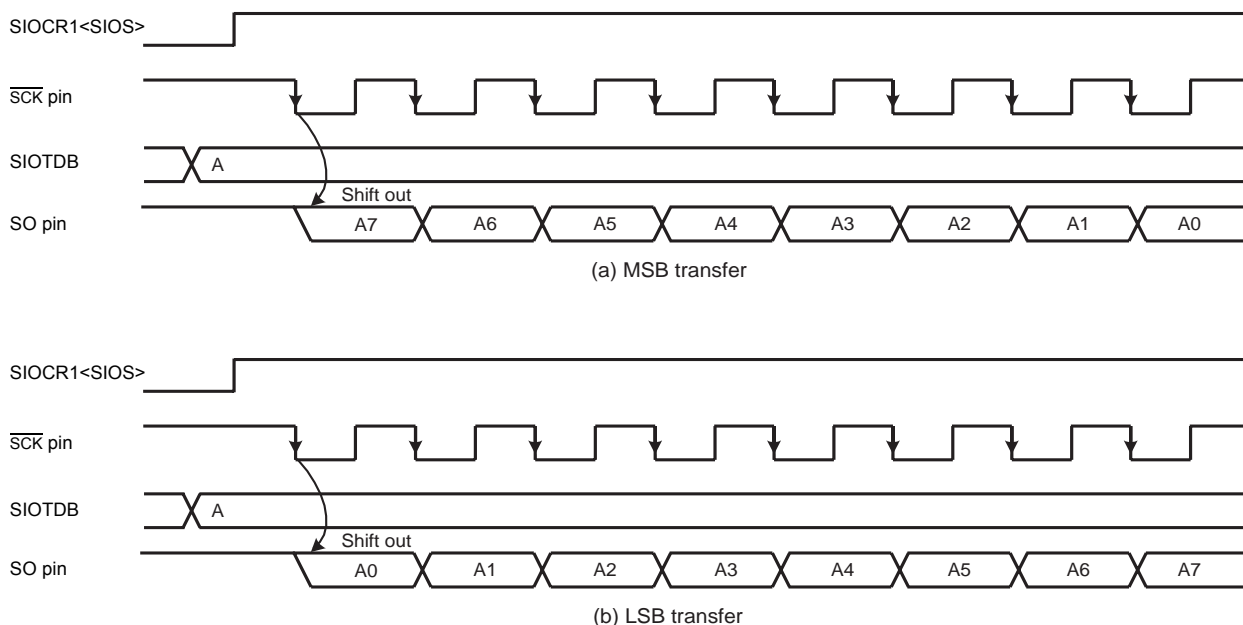 SIOCR1<SIOS>
SCK pin
SIOTDB
A
Shift out
SO pin
A7 A6 A5 A4 A3 A2 A1 A0
(a) MSB transfer
SIOCR1<SIOS>
SCK pin
SIOTDB
A
Shift out
SO pin
A0 A1 A2 A3 A4 A5 A6 A7
(b) LSB transfer